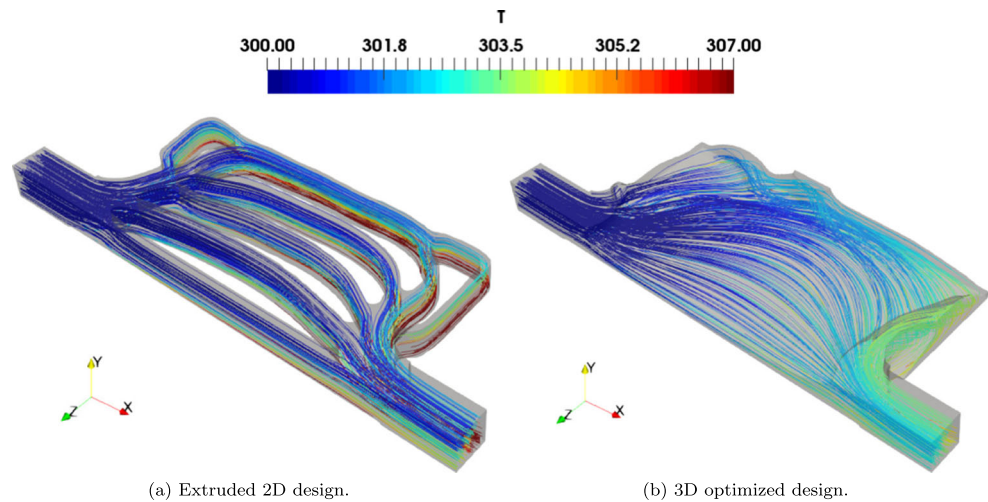 T
300.00 301.8 303.5 305.2 307.00
Y
Z X
Y
Z X
(a) Extruded 2D design. (b) 3D optimized design.